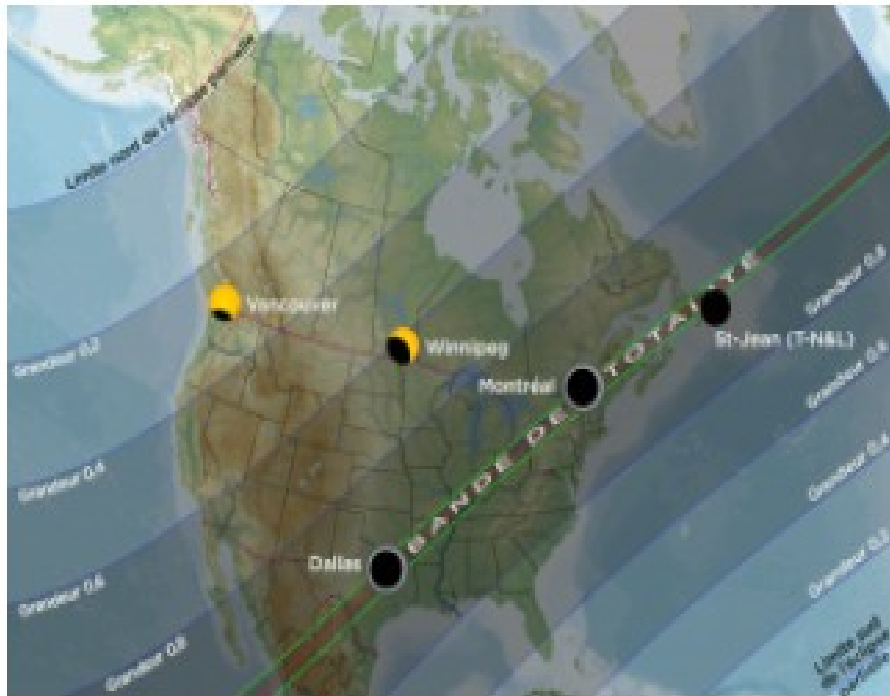 Limite nord de l'éclipse partielle
Vancouver
Winnipeg
Montréal
St-Jean (T-N&L)
Dallas
BANDE DE TOTALITÉ
Grandeur 0,2
Grandeur 0,4
Grandeur 0,6
Grandeur 0,8
Grandeur 0,8
Grandeur 0,6
Grandeur 0,4
Grandeur 0,2
Limite sud
de l'éclipse
partielle